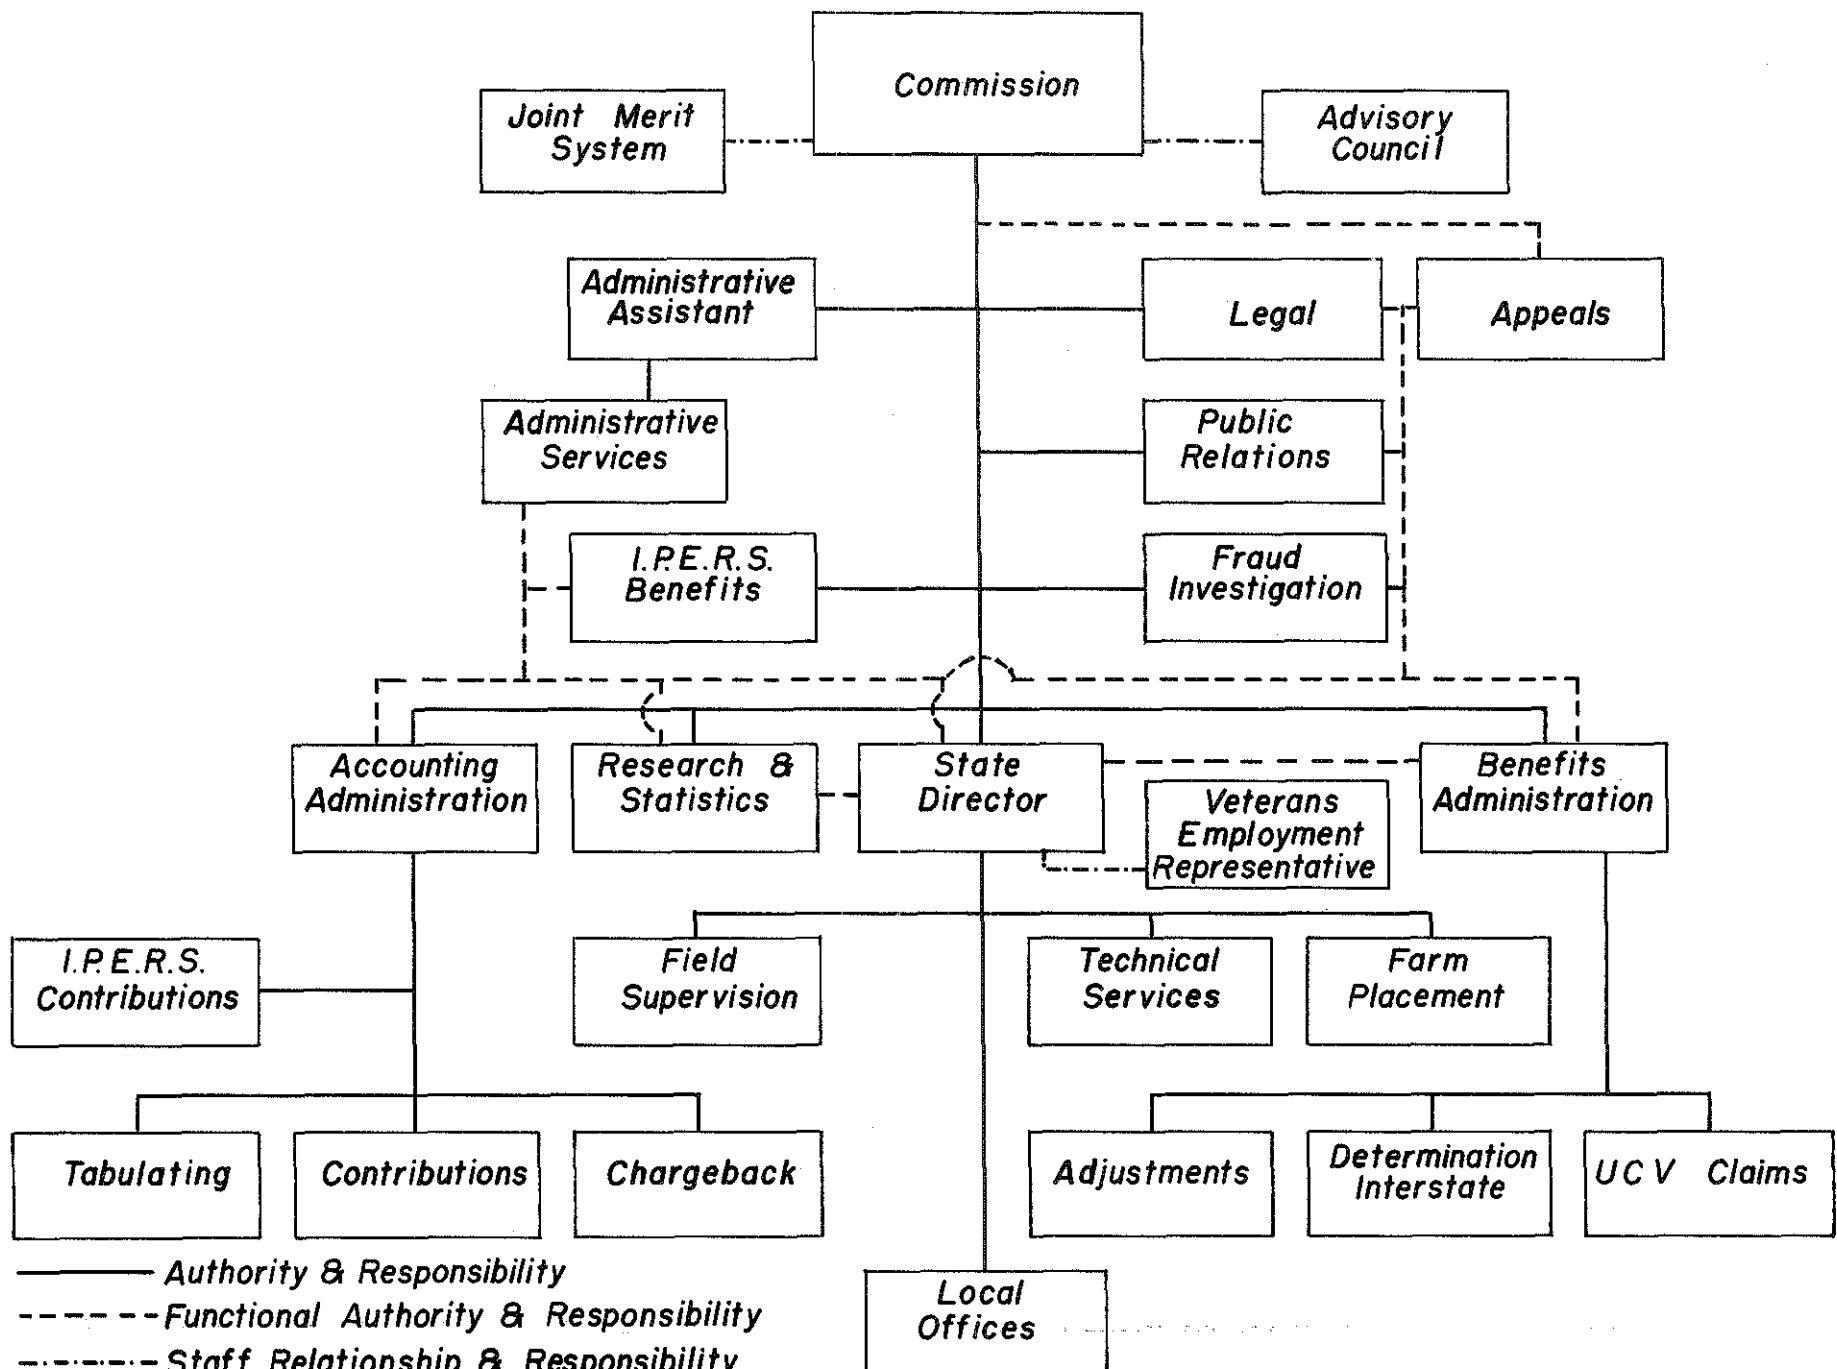 Commission
Joint Merit
System
Advisory
Council
Administrative
Assistant
Legal
Appeals
Administrative
Services
Public
Relations
I.P.E.R.S.
Benefits
Fraud
Investigation
Accounting
Administration
Research &
Statistics
State
Director
Benefits
Administration
Veterans
Employment
Representative
I.P.E.R.S.
Contributions
Field
Supervision
Technical
Services
Farm
Placement
Tabulating
Contributions
Chargeback
Adjustments
Determination
Interstate
UCV Claims
Local
Offices
Authority & Responsibility
Functional Authority & Responsibility
Staff Relationship & Responsibility